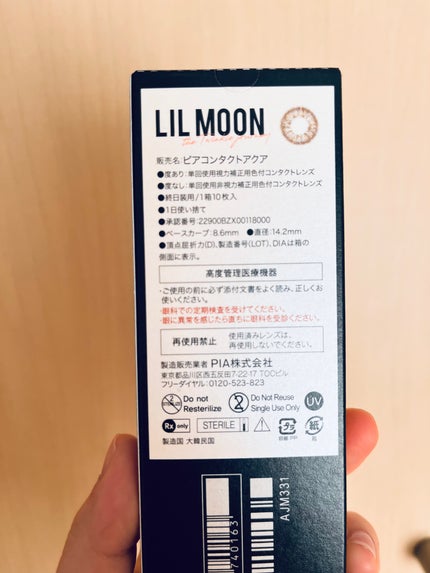 LIL MOON
販売名 ピアコンタクトアクア
●度あり:単回使用視力補正用色付コンタクトレンズ
●度なし:単回使用非視力補正用色付コンタクトレンズ
●終日装用/1箱10枚入
●1日使い捨て
●承認番号:22900BZX00118000
●ベースカーブ:8.6mm ●直径:14.2mm
●頂点屈折力(D)、製造番号(LOT)、DIAは箱の
側面に表示。
高度管理医療機器
・ご使用の前に必ず添付文書をよく読み、正しくお
使いください。
・眼科での定期検査を受けてください。
・眼に異常を感じたら直ちに眼科を受診ください。
再使用禁止 使用済みレンズは、
再使用しないでください。
製造販売業者 PIA株式会社
東京都品川区西五反田7-22-17 TOCビル
フリーダイヤル:0120-523-823
2 STERILIZE Do not
Resterilize
2 Do Not Reuse
Single Use Only
UV
Rx only STERILE
紙
製造国 大韓民国
740163
AJM331